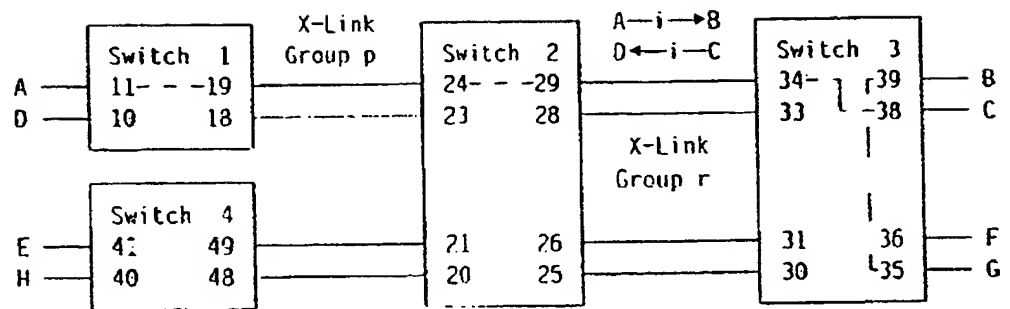 X-Link
Group p
A—i→B
D←i—C
Switch 1
Switch 2
Switch 3
A 11- - -19 24- - -29 34- 39 B
D 10 18 23 28 33 -38 C
X-Link
Group r
Switch 4
E 41 49 21 26 31 36 F
H 40 48 20 25 30 35 G